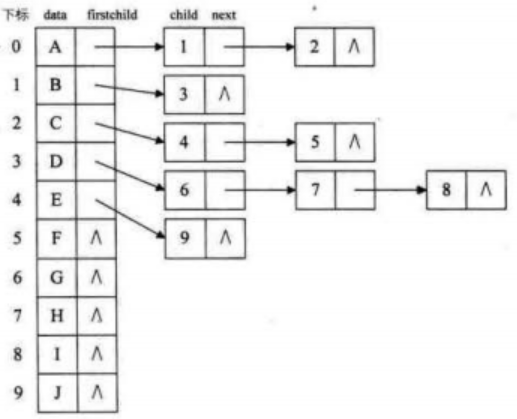 下标 data firstchild child next
0 A 1 2 ∧
1 B 3 ∧
2 C 4 5 ∧
3 D 6 7 8 ∧
4 E 9 ∧
5 F ∧
6 G ∧
7 H ∧
8 I ∧
9 J ∧